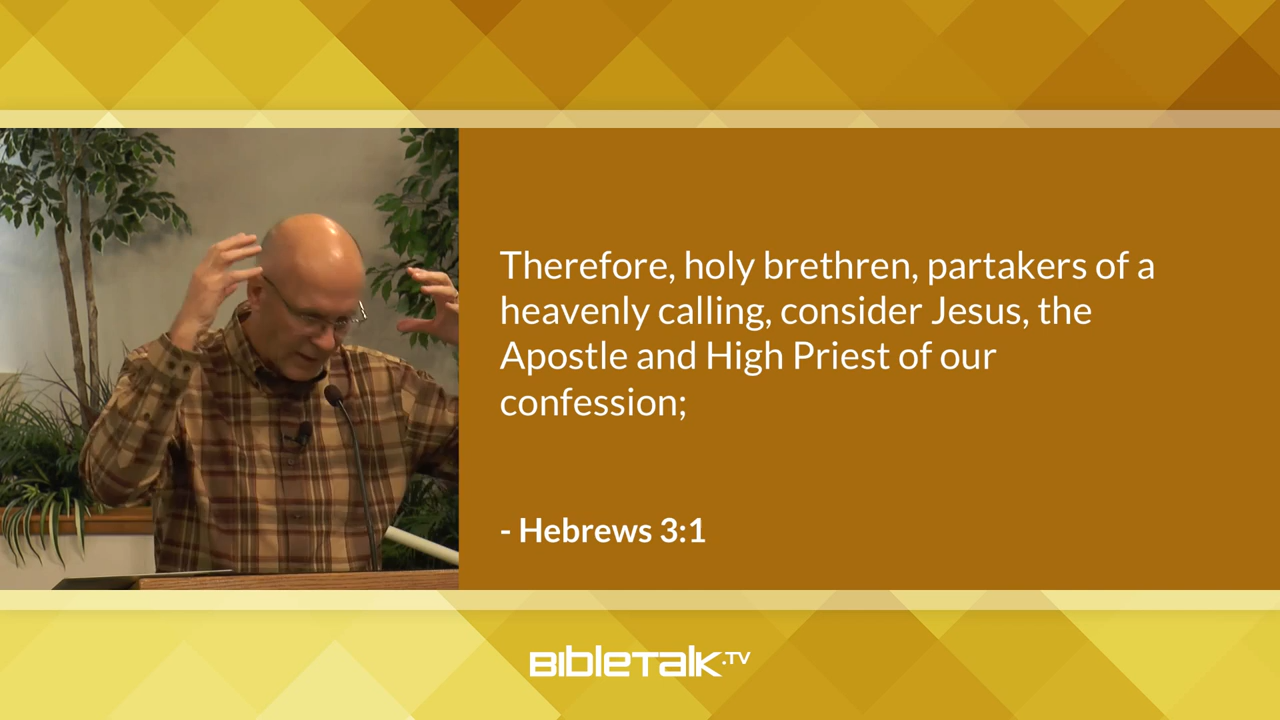 Therefore, holy brethren, partakers of a
heavenly calling, consider Jesus, the
Apostle and High Priest of our
confession;
- Hebrews 3:1
BibleTalk.TV